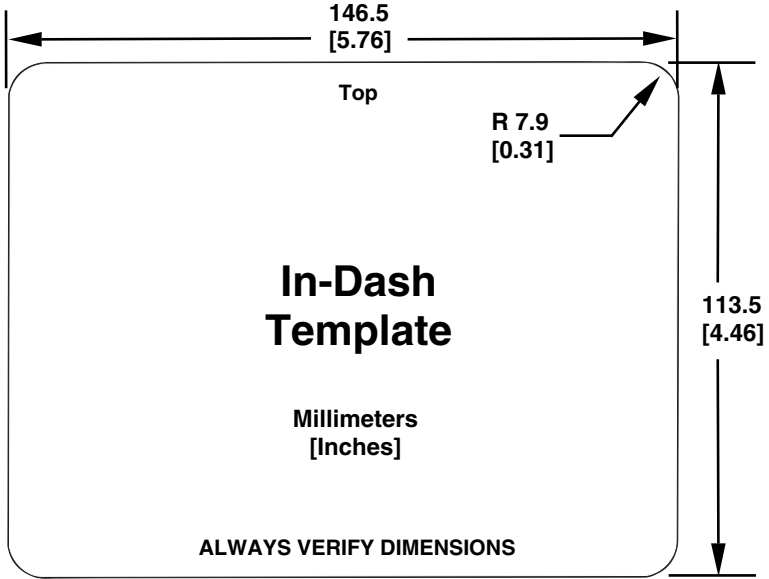 146.5
[5.76]
Top
R 7.9
[0.31]
In-Dash
Template
113.5
[4.46]
Millimeters
[Inches]
ALWAYS VERIFY DIMENSIONS